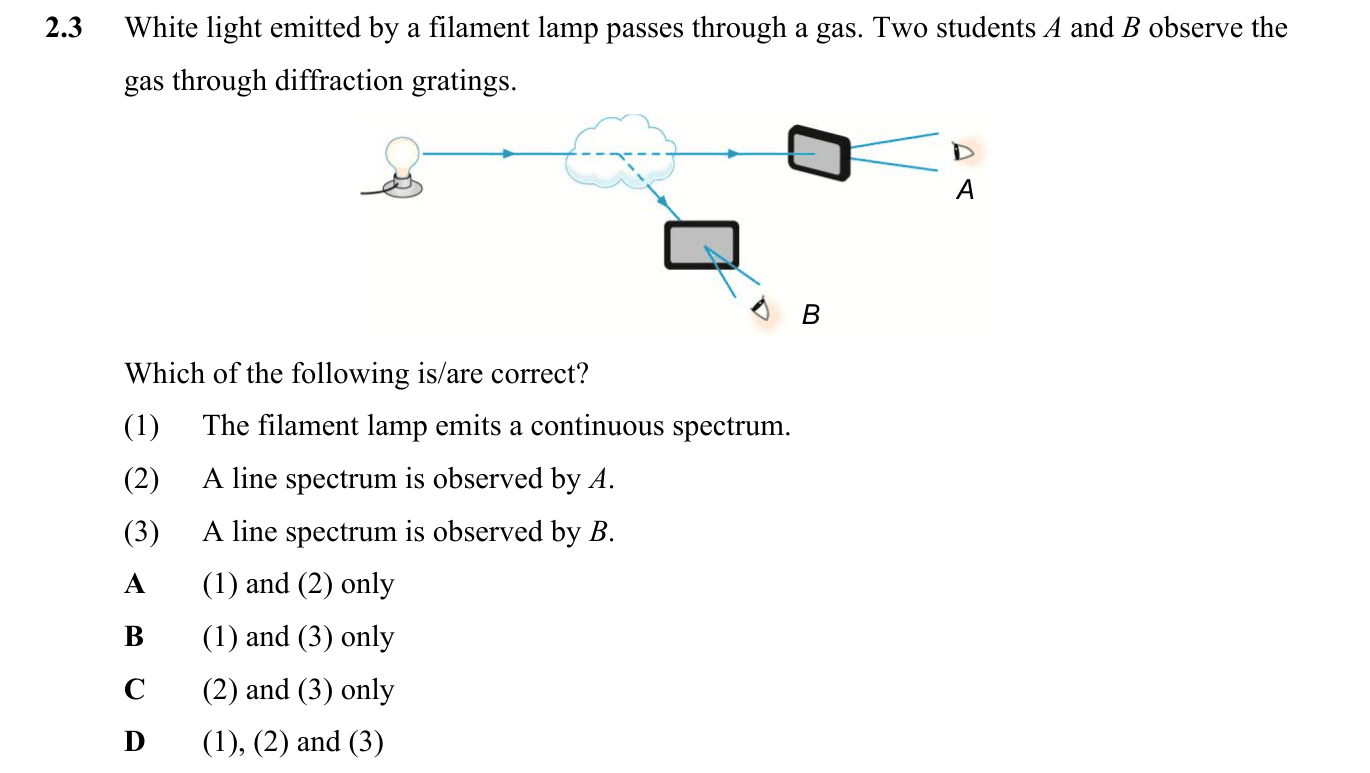 2.3 White light emitted by a filament lamp passes through a gas. Two students A and B observe the
gas through diffraction gratings.
A
B
Which of the following is/are correct?
(1) The filament lamp emits a continuous spectrum.
(2) A line spectrum is observed by A.
(3) A line spectrum is observed by B.
A (1) and (2) only
B (1) and (3) only
C (2) and (3) only
D (1), (2) and (3)